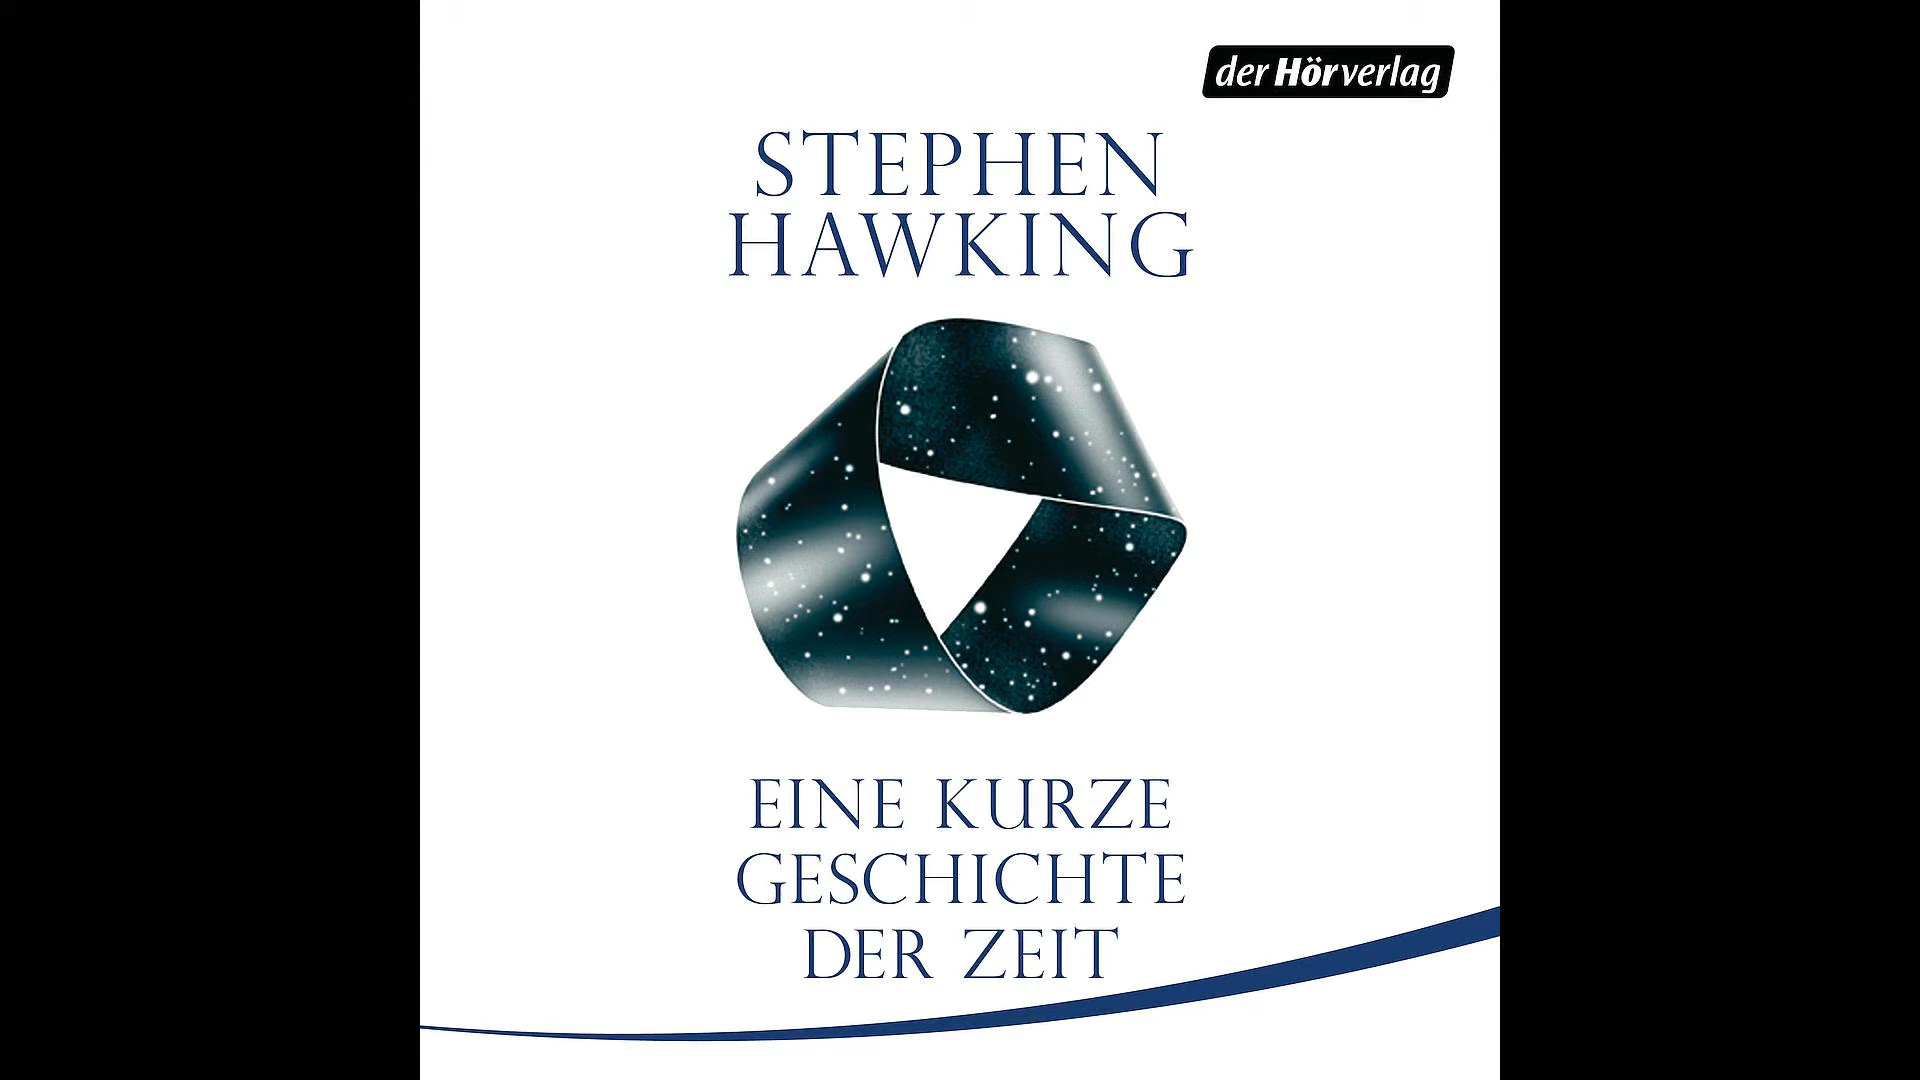 der Hörverlag
STEPHEN
HAWKING
EINE KURZE
GESCHICHTE
DER ZEIT